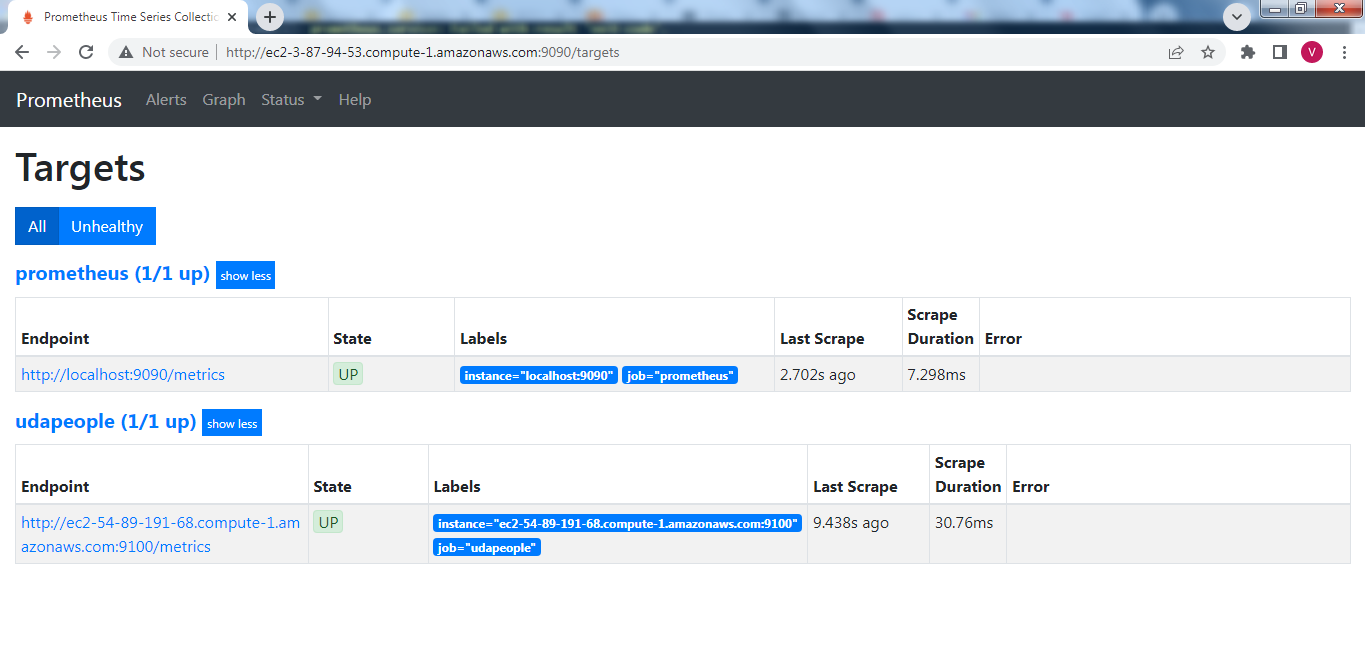 Prometheus Time Series Collectio
Not secure http://ec2-3-87-94-53.compute-1.amazonaws.com:9090/targets
V
Prometheus Alerts Graph Status Help
Targets
All Unhealthy
prometheus (1/1 up) show less
Endpoint State Labels Last Scrape Scrape Duration Error
http://localhost:9090/metrics UP instance="localhost:9090" job="prometheus" 2.702s ago 7.298ms
udapeople (1/1 up) show less
Endpoint State Labels Last Scrape Scrape Duration Error
http://ec2-54-89-191-68.compute-1.am UP instance="ec2-54-89-191-68.compute-1.amazonaws.com:9100" 9.438s ago 30.76ms
azonaws.com:9100/metrics job="udapeople"